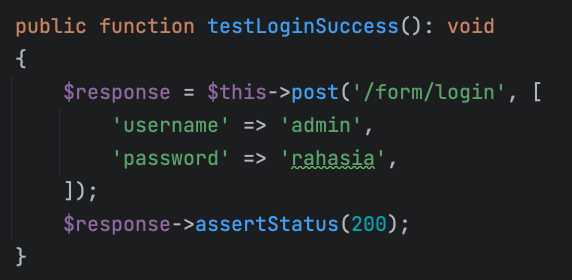 public function testLoginSuccess(): void
{
    $response = $this->post('/form/login', [
        'username' => 'admin',
        'password' => 'rahasia',
    ]);
    $response->assertStatus(200);
}